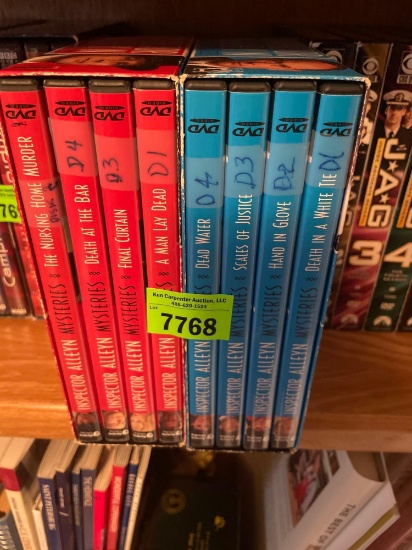 DVD
INSPECTOR ALLEYN MYSTERIES THE NURSING HOME MURDER
DVD
D4
INSPECTOR ALLEYN MYSTERIES DEATH AT THE BAR
DVD
D3
INSPECTOR ALLEYN MYSTERIES FINAL CURTAIN
DVD
D1
INSPECTOR ALLEYN MYSTERIES A MAN LAY DEAD
DVD
D4
INSPECTOR ALLEYN MYSTERIES DEAD WATER
DVD
D3
INSPECTOR ALLEYN MYSTERIES SCALES OF JUSTICE
DVD
D2
INSPECTOR ALLEYN MYSTERIES HAND IN GLOVE
DVD
INSPECTOR ALLEYN MYSTERIES DEATH IN A WHITE TIE
Ken Carpenter Auction, LLC
Lot
7768
JAG
3
4
THE BEST OF